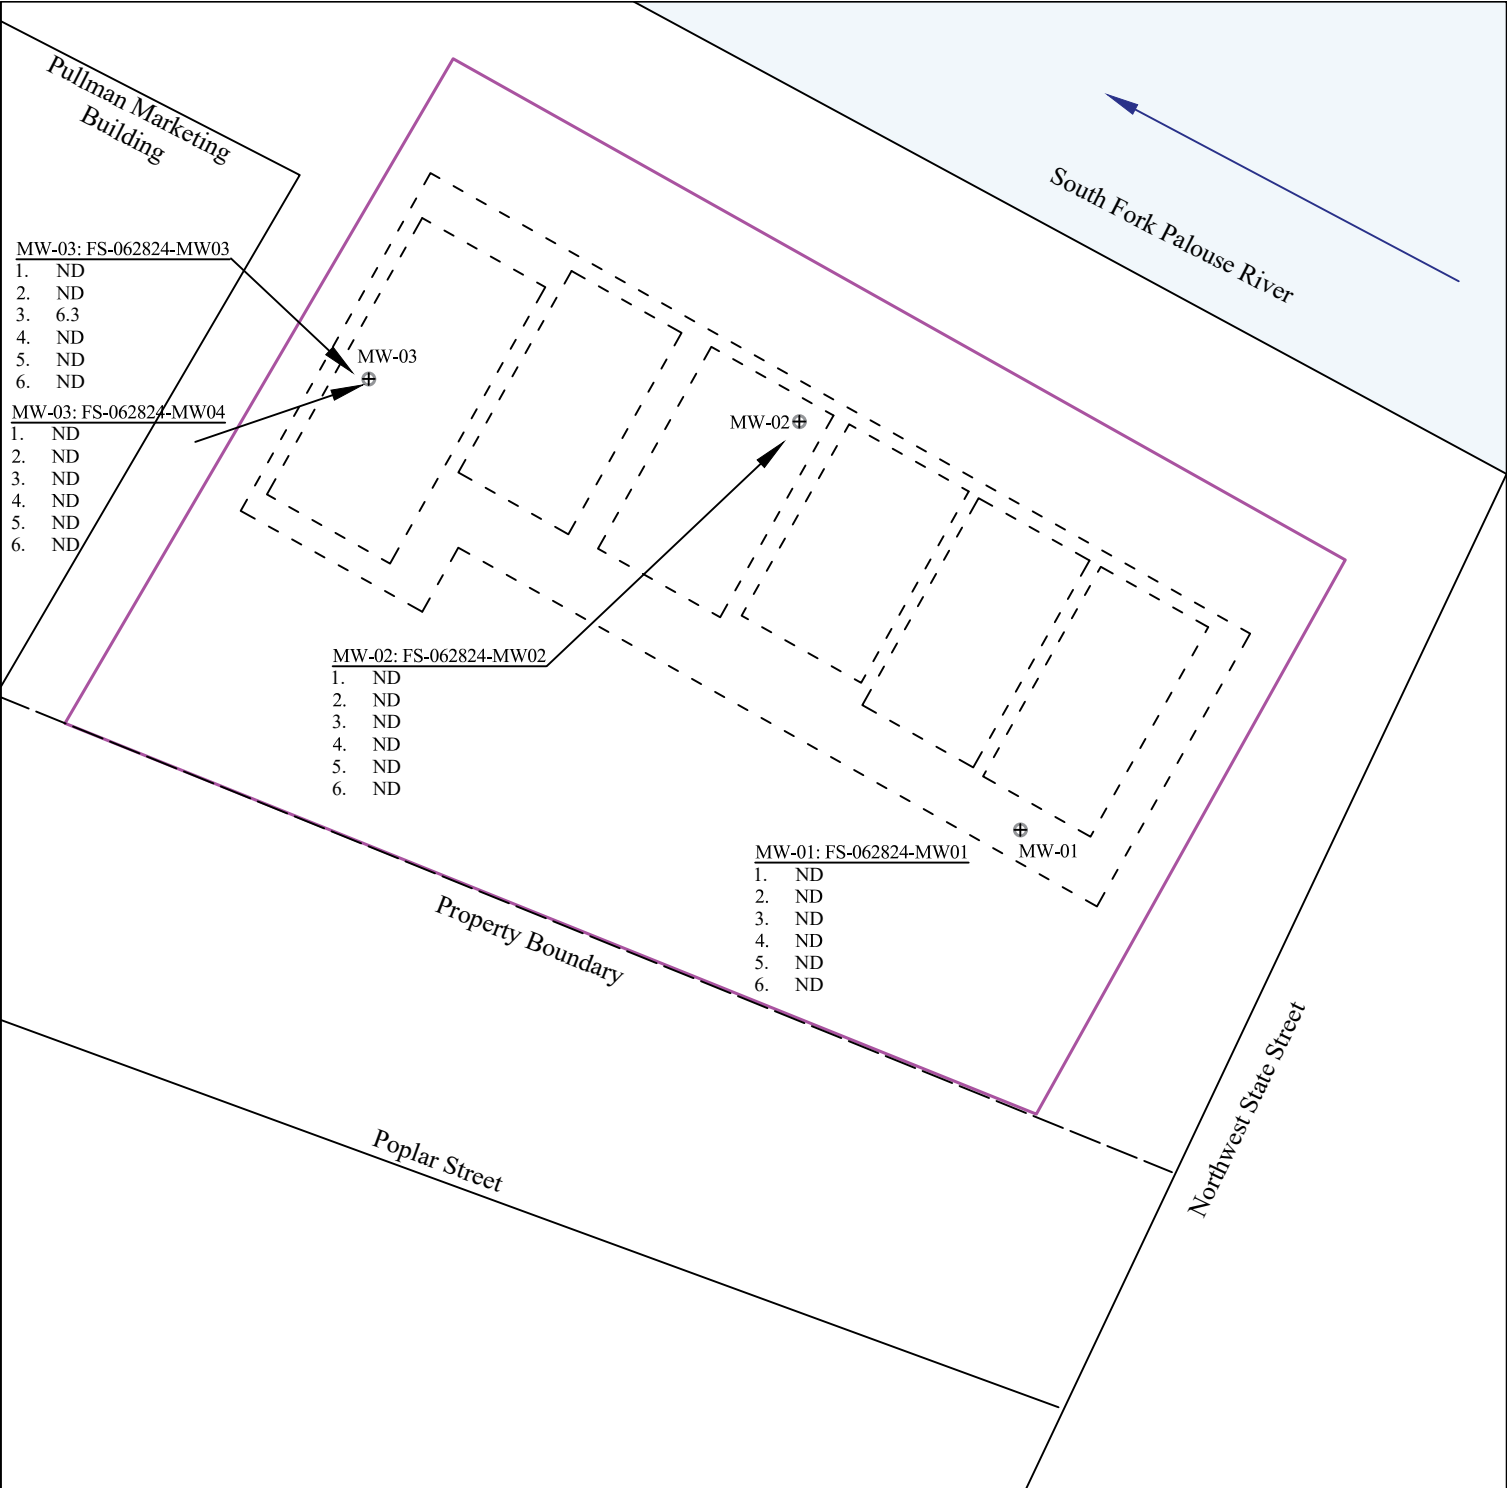 Pullman Marketing
Building
South Fork Palouse River
MW-03: FS-062824-MW03
1. ND
2. ND
3. 6.3
4. ND
5. ND
6. ND
MW-03
MW-03: FS-062824-MW04
1. ND
2. ND
3. ND
4. ND
5. ND
6. ND
MW-02
MW-02: FS-062824-MW02
1. ND
2. ND
3. ND
4. ND
5. ND
6. ND
MW-01: FS-062824-MW01
1. ND
2. ND
3. ND
4. ND
5. ND
6. ND
MW-01
Property Boundary
Northwest State Street
Poplar Street